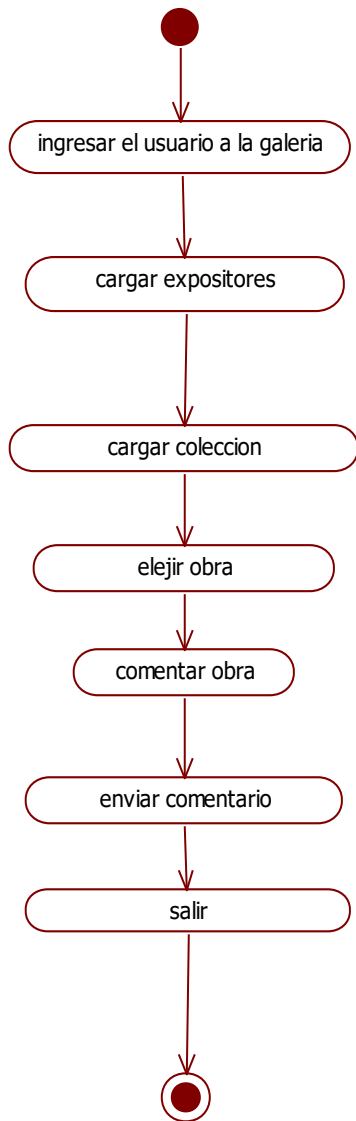 ingresar el usuario a la galeria
cargar expositores
cargar coleccion
elejir obra
comentar obra
enviar comentario
salir